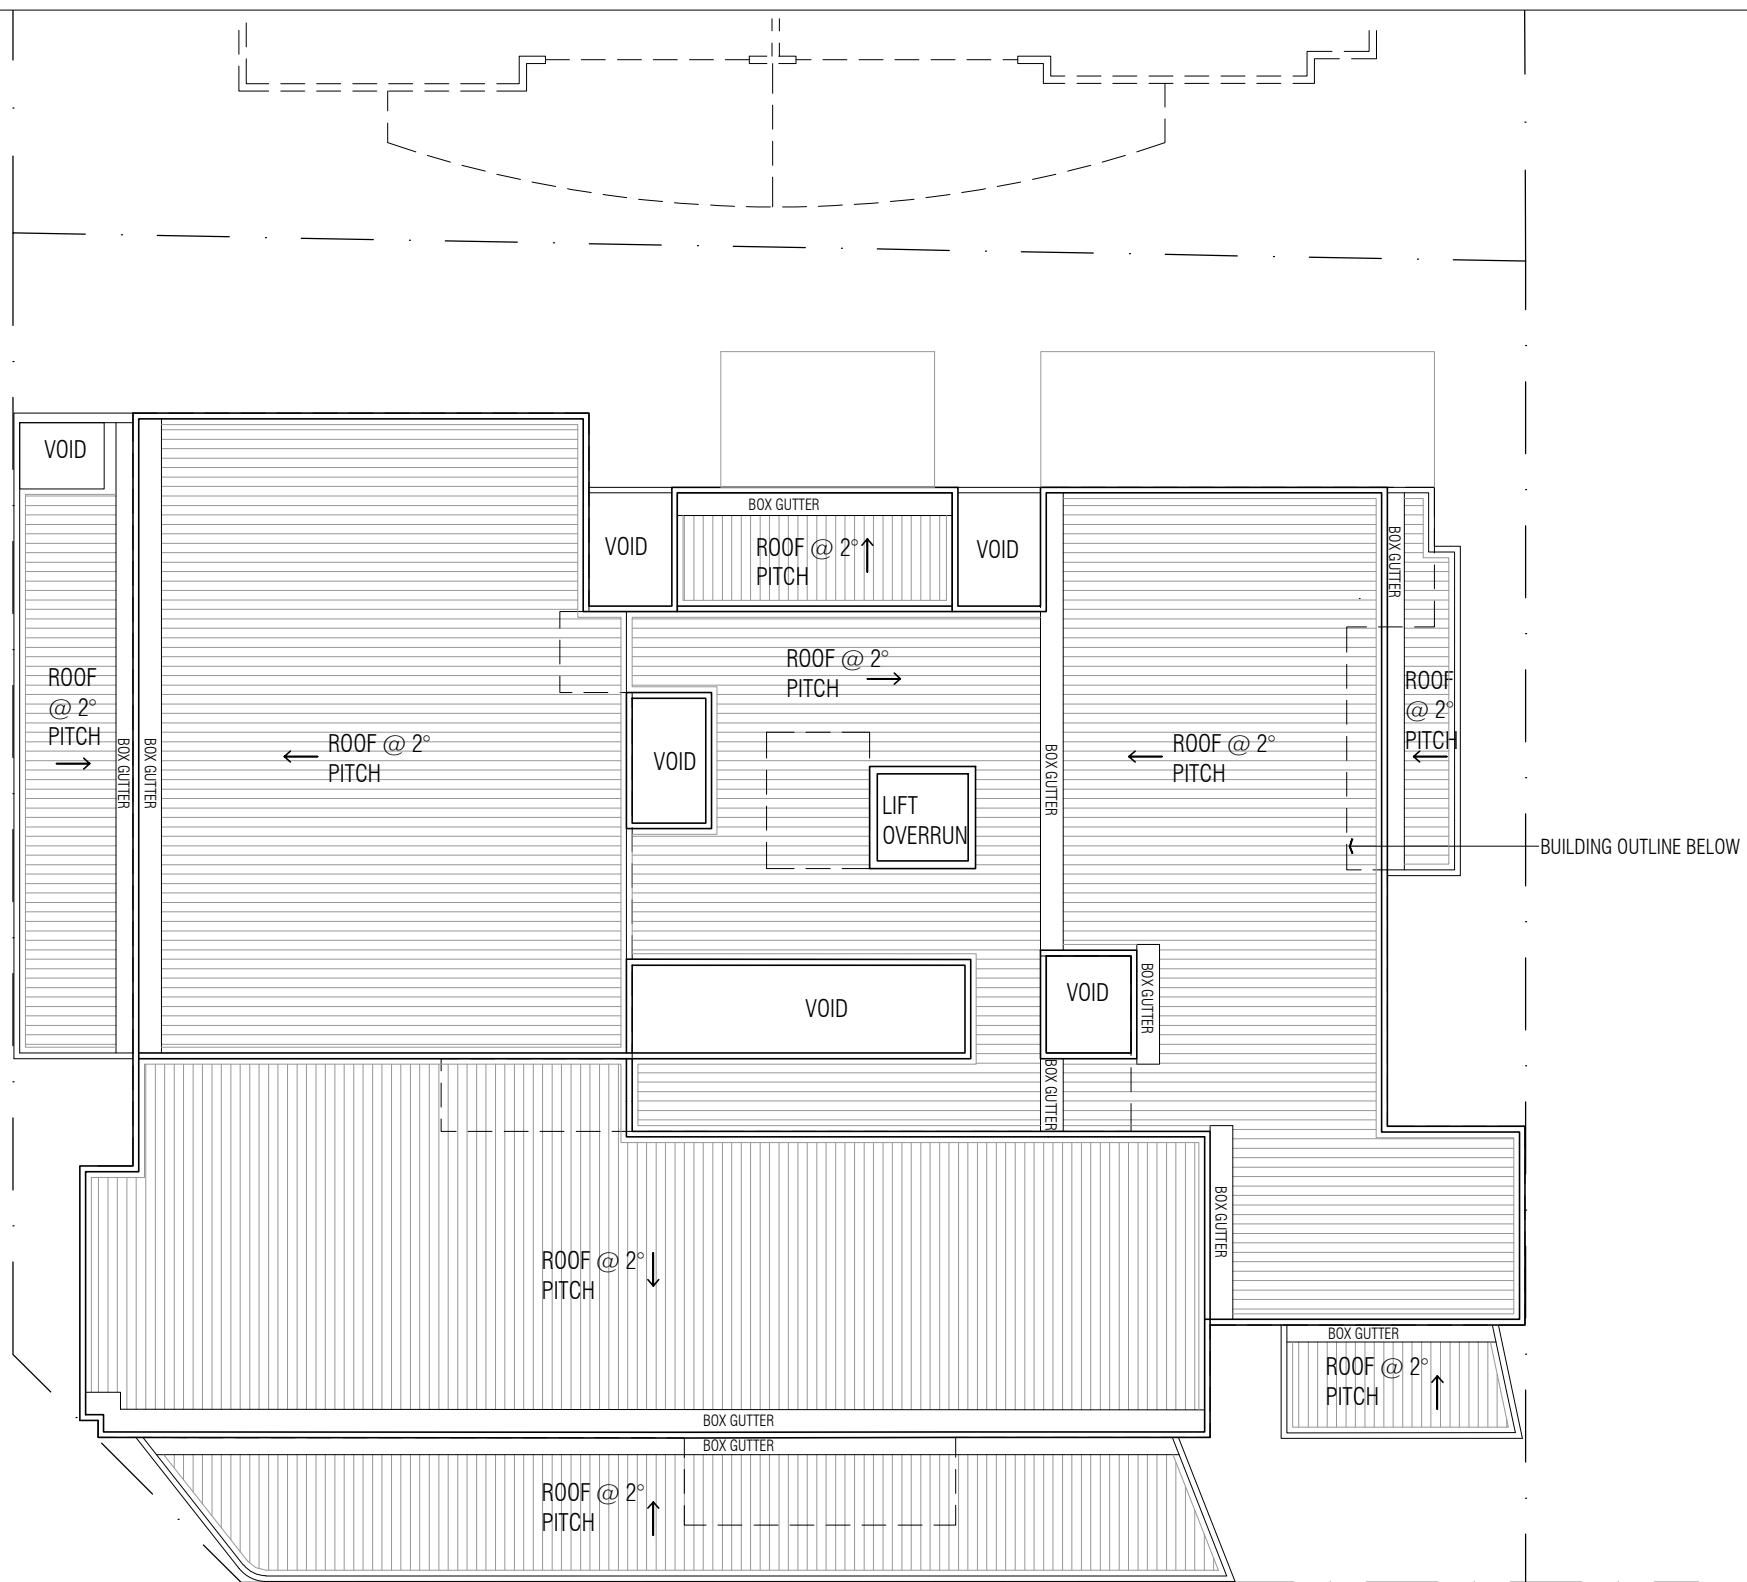 VOID
BOX GUTTER
VOID
ROOF @ 2°
PITCH
VOID
BOX GUTTER
ROOF @ 2°
PITCH
ROOF
@ 2°
PITCH
ROOF
@ 2°
PITCH
BOX GUTTER
BOX GUTTER
ROOF @ 2°
PITCH
VOID
BOX GUTTER
ROOF @ 2°
PITCH
LIFT
OVERRUN
BUILDING OUTLINE BELOW
VOID
VOID
BOX GUTTER
BOX GUTTER
BOX GUTTER
ROOF @ 2°
PITCH
BOX GUTTER
ROOF @ 2°
PITCH
BOX GUTTER
BOX GUTTER
ROOF @ 2°
PITCH